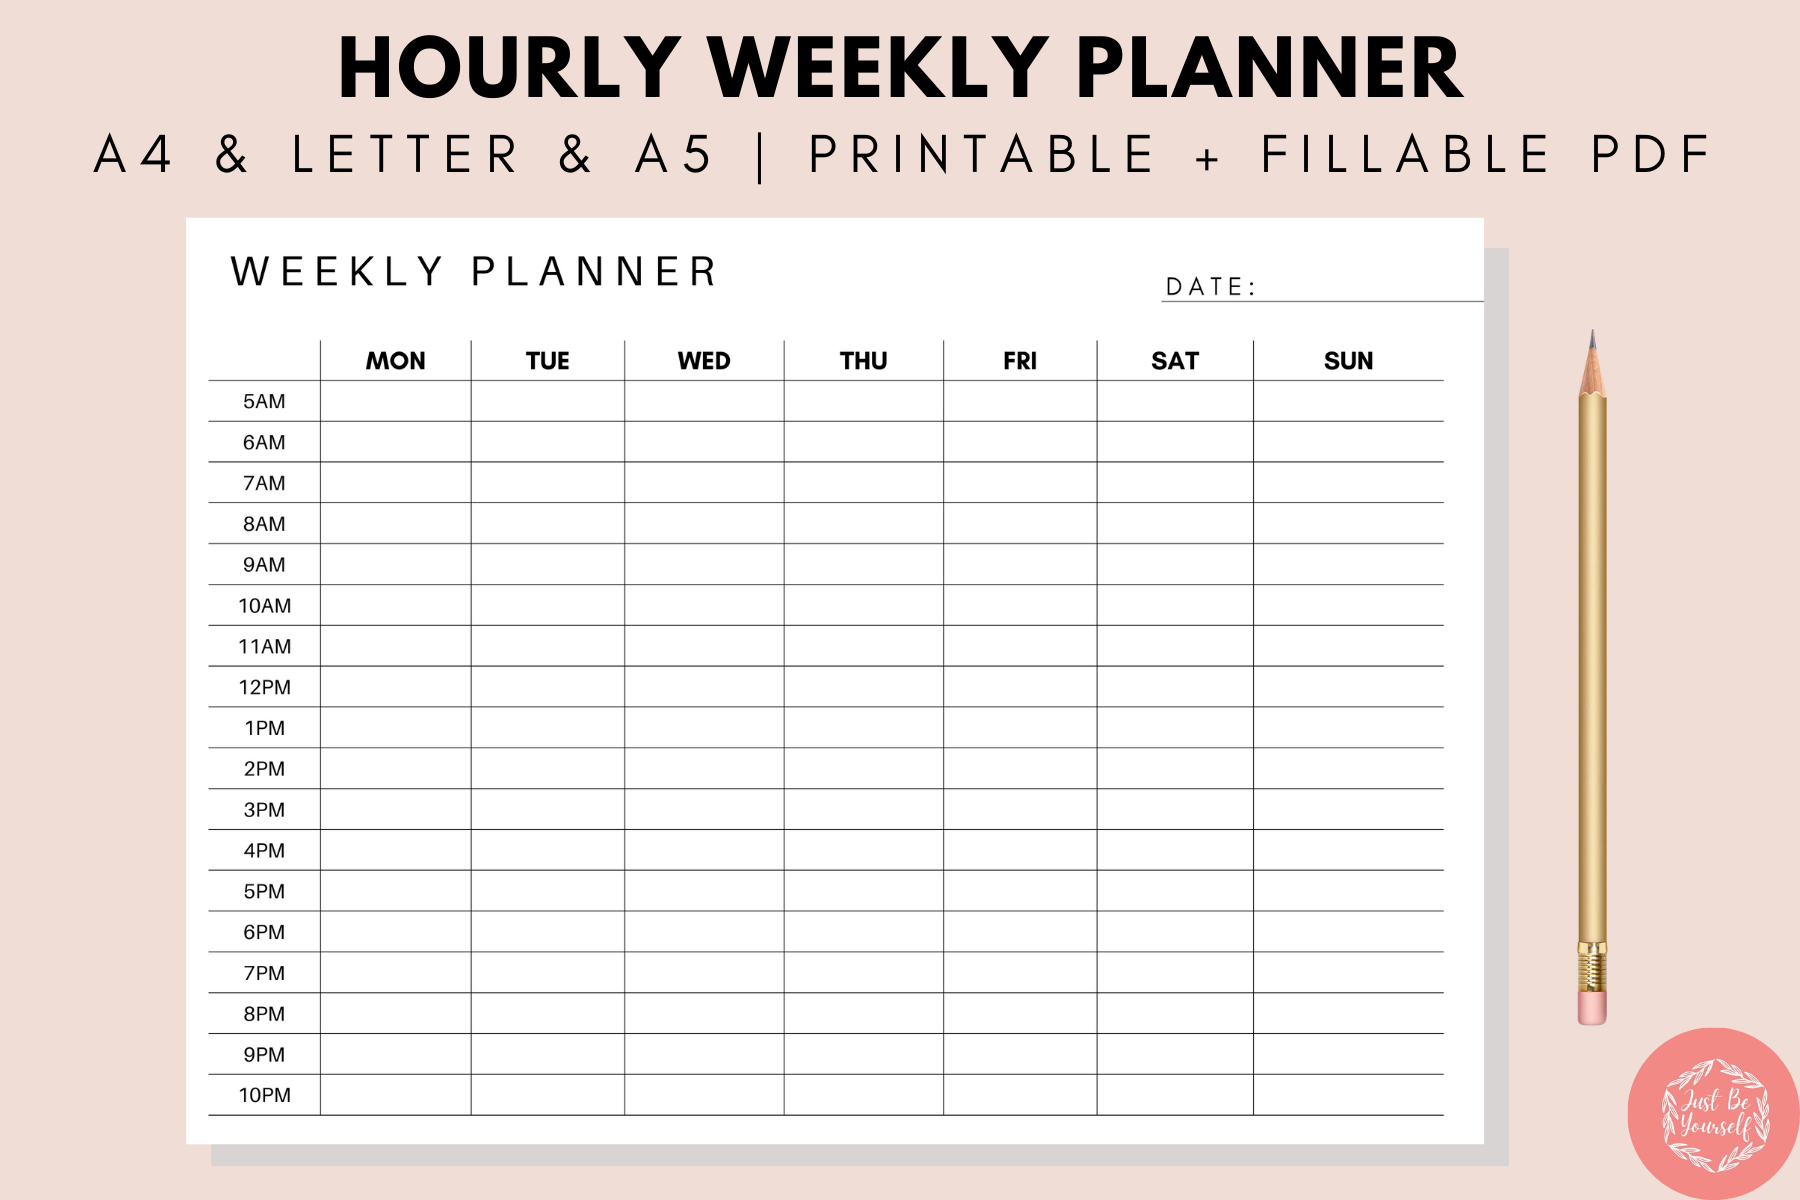 HOURLY WEEKLY PLANNER
A4 & LETTER & A5 | PRINTABLE + FILLABLE PDF
WEEKLY PLANNER
DATE:
MON TUE WED THU FRI SAT SUN
5AM
6AM
7AM
8AM
9AM
10AM
11AM
12PM
1PM
2PM
3PM
4PM
5PM
6PM
7PM
8PM
9PM
10PM
Just Be
Yourself